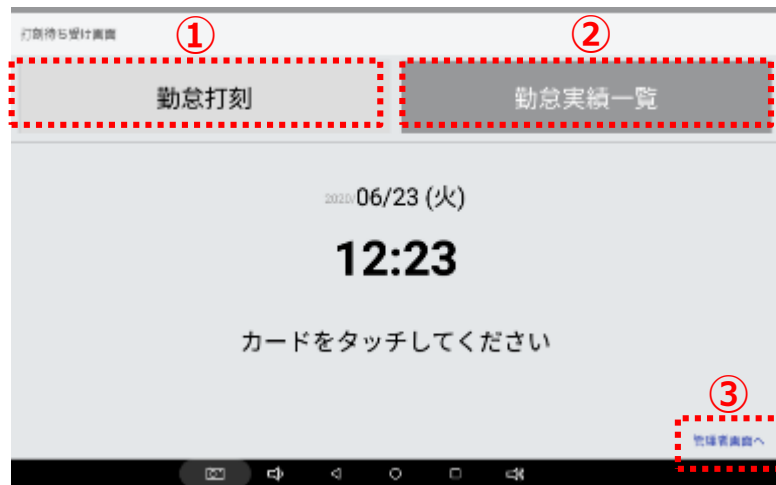 打刻待ち受け画面
① ②
勤怠打刻 勤怠実績一覧
2020/06/23 (火)
12:23
カードをタッチしてください
③
管理者画面へ